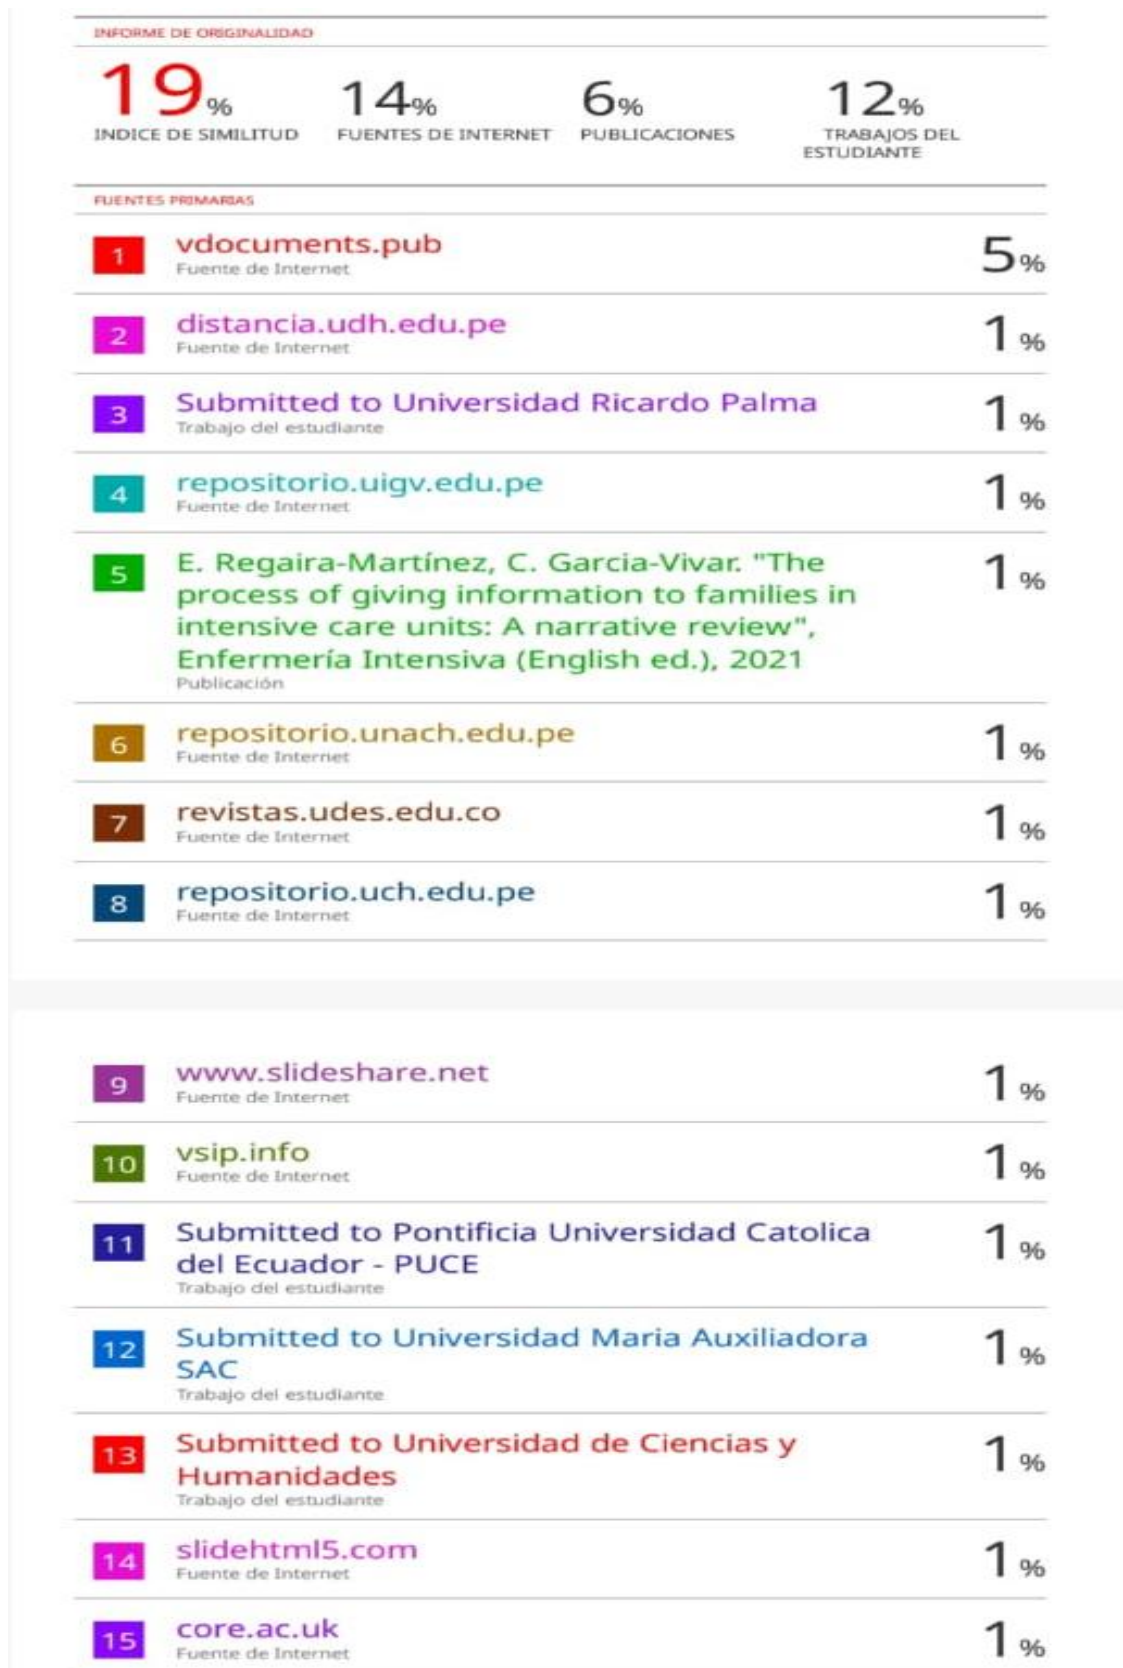 INFORME DE ORIGINALIDAD
19%
14%
6%
12%
INDICE DE SIMILITUD
FUENTES DE INTERNET
PUBLICACIONES
TRABAJOS DEL
ESTUDIANTE
FUENTES PRIMARIAS
1
vdocuments.pub
Fuente de Internet
5%
2
distancia.udh.edu.pe
Fuente de Internet
1%
3
Submitted to Universidad Ricardo Palma
Trabajo del estudiante
1%
4
repositorio.uigv.edu.pe
Fuente de Internet
1%
5
E. Regaira-Martínez, C. Garcia-Vivar. "The
process of giving information to families in
intensive care units: A narrative review",
Enfermería Intensiva (English ed.), 2021
Publicación
1%
6
repositorio.unach.edu.pe
Fuente de Internet
1%
7
revistas.udes.edu.co
Fuente de Internet
1%
8
repositorio.uch.edu.pe
Fuente de Internet
1%
9
www.slideshare.net
Fuente de Internet
1%
10
vsip.info
Fuente de Internet
1%
11
Submitted to Pontificia Universidad Catolica
del Ecuador - PUCE
Trabajo del estudiante
1%
12
Submitted to Universidad Maria Auxiliadora
SAC
Trabajo del estudiante
1%
13
Submitted to Universidad de Ciencias y
Humanidades
Trabajo del estudiante
1%
14
slidehtml5.com
Fuente de Internet
1%
15
core.ac.uk
Fuente de Internet
1%